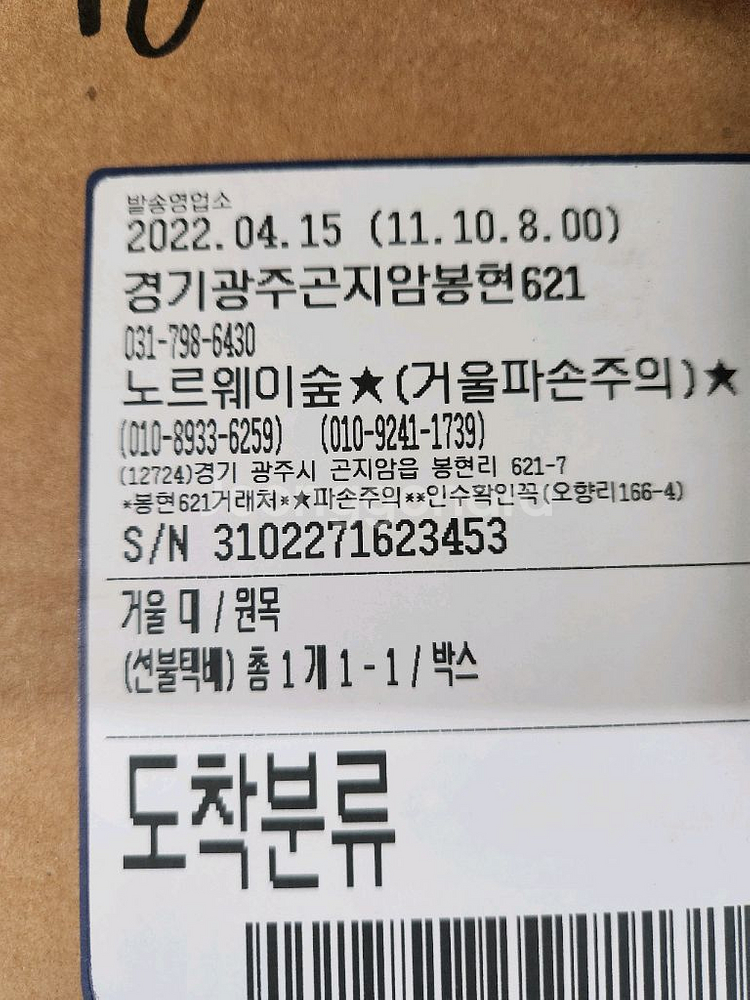 발송영업소
2022.04.15 (11.10.8.00)
경기광주곤지암봉현621
031-798-6430
노르웨이숲★(거울파손주의)★
(010-8933-6259) (010-9241-1739)
(12724)경기 광주시 곤지암읍 봉현리 621-7
*봉현621거래처*★파손주의**인수확인꼭(오향리166-4)
S/N 3102271623453
거울 대 / 원목
(선불택배) 총 1 개 1 - 1 / 박스
도착분류